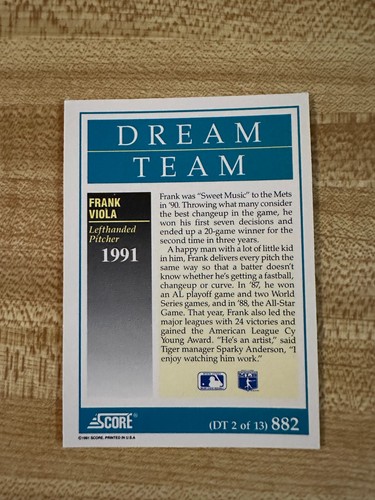 DREAM
TEAM
FRANK
VIOLA
Lefthanded
Pitcher
1991
Frank was "Sweet Music" to the Mets
in '90. Throwing what many consider
the best changeup in the game, he
won his first seven decisions and
ended up a 20-game winner for the
second time in three years.
A happy man with a lot of little kid
in him, Frank delivers every pitch the
same way so that a batter doesn't
know whether he's getting a fastball,
changeup or curve. In '87, he won
an AL playoff game and two World
Series games, and in '88, the All-Star
Game. That year, Frank also led the
major leagues with 24 victories and
gained the American League Cy
Young Award. "He's an artist," said
Tiger manager Sparky Anderson, "I
enjoy watching him work."
SCORE
©1991 SCORE, PRINTED IN U.S.A
(DT 2 of 13) 882